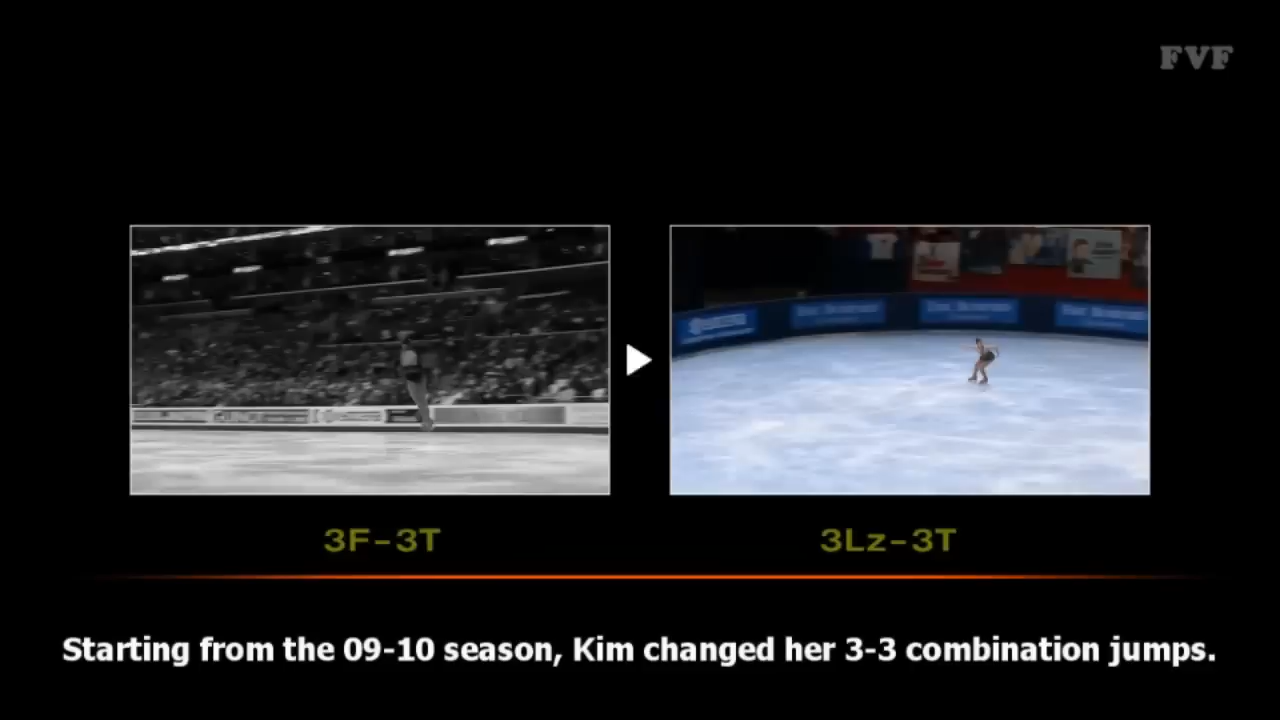 FVF
3F-3T
3Lz-3T
Starting from the 09-10 season, Kim changed her 3-3 combination jumps.